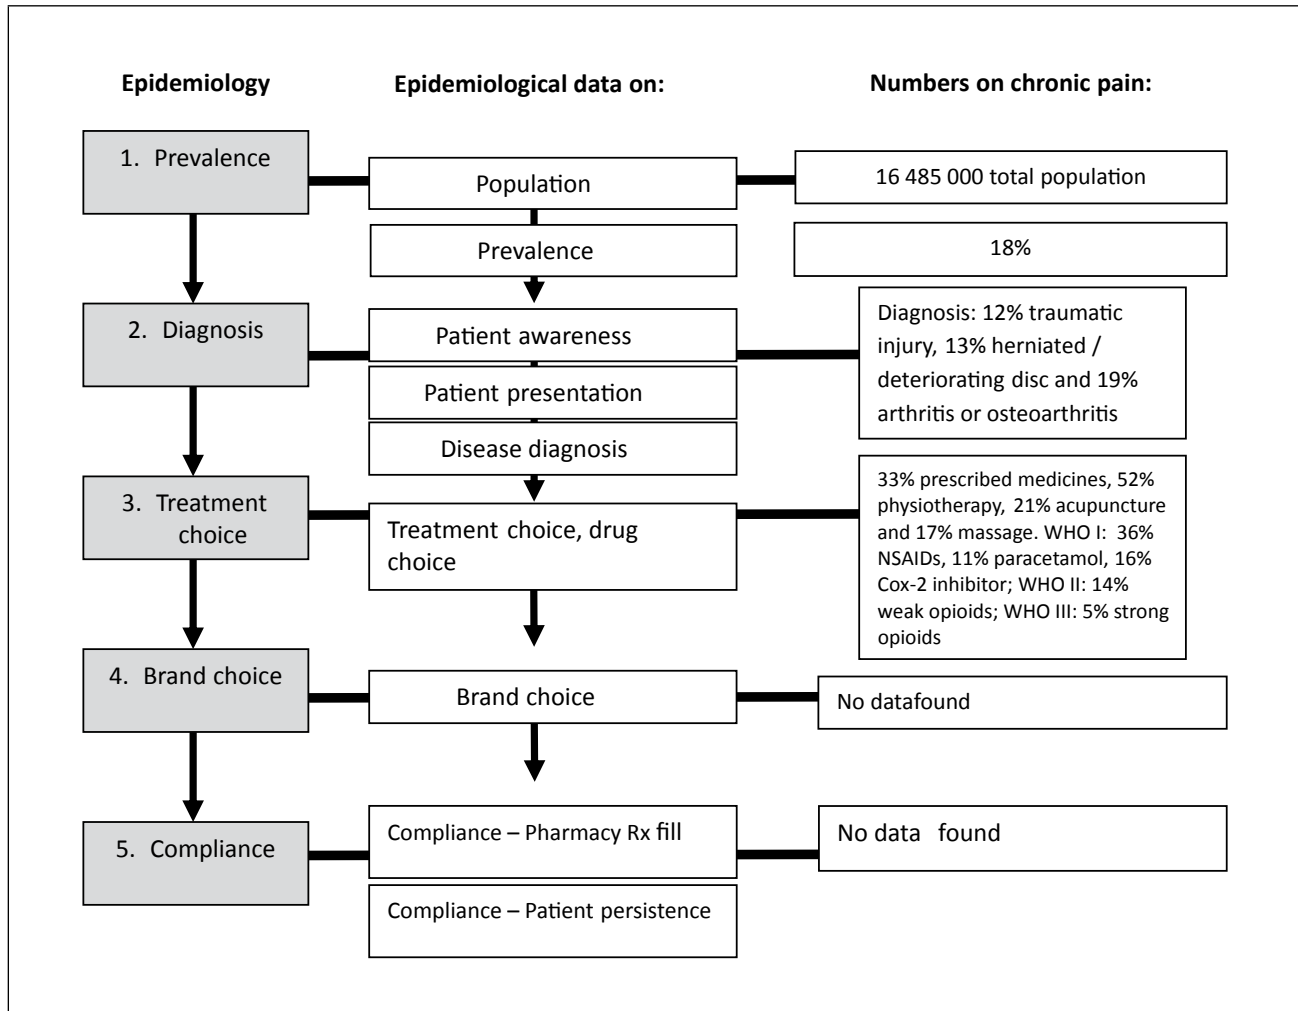 Epidemiology
Epidemiological data on:
Numbers on chronic pain:
1. Prevalence
Population
16 485 000 total population
Prevalence
18%
2. Diagnosis
Patient awareness
Patient presentation
Disease diagnosis
Diagnosis: 12% traumatic
injury, 13% herniated /
deteriorating disc and 19%
arthritis or osteoarthritis
3. Treatment
choice
Treatment choice, drug
choice
33% prescribed medicines, 52%
physiotherapy, 21% acupuncture
and 17% massage. WHO I: 36%
NSAIDs, 11% paracetamol, 16%
Cox-2 inhibitor; WHO II: 14%
weak opioids; WHO III: 5% strong
opioids
4. Brand choice
Brand choice
No datafound
5. Compliance
Compliance – Pharmacy Rx fill
No data found
Compliance – Patient persistence